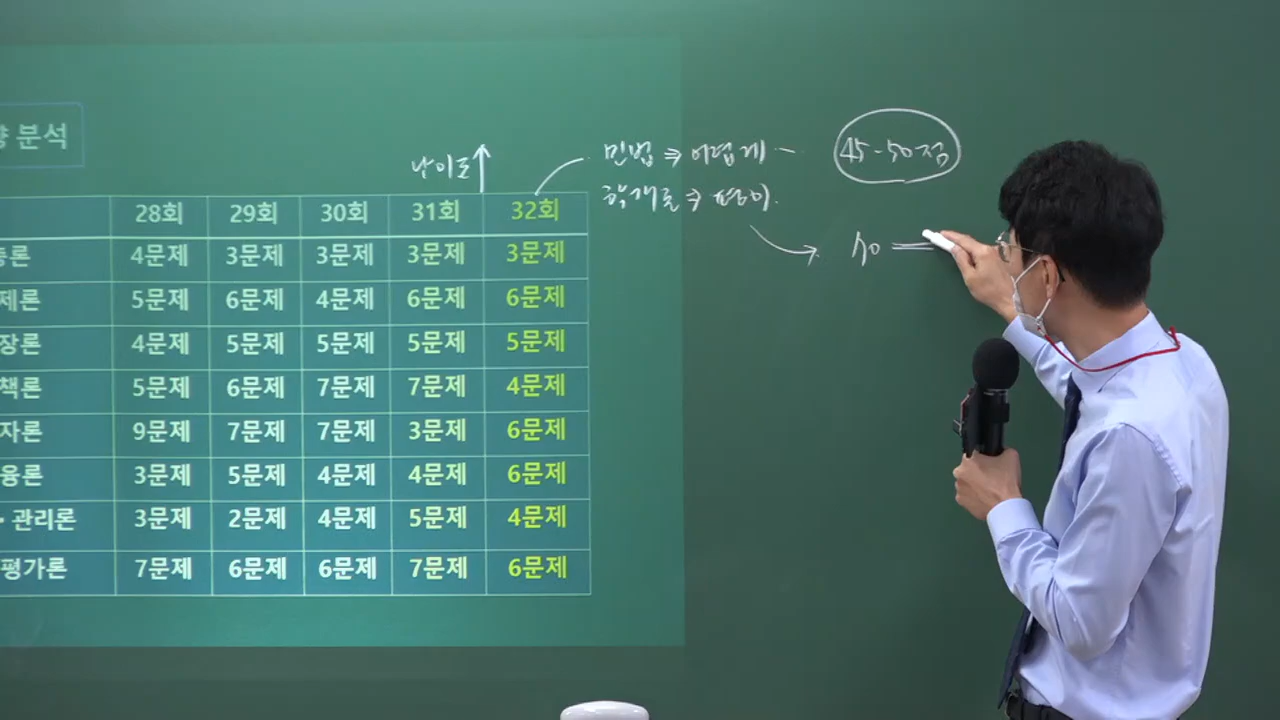 향 분석
난이도
민법 ⇒ 어렵게 - 45-50점
학개론 ⇒ 평이.
70
28회 29회 30회 31회 32회
총론 4문제 3문제 3문제 3문제 3문제
제론 5문제 6문제 4문제 6문제 6문제
장론 4문제 5문제 5문제 5문제 5문제
책론 5문제 6문제 7문제 7문제 4문제
자론 9문제 7문제 7문제 3문제 6문제
융론 3문제 5문제 4문제 4문제 6문제
· 관리론 3문제 2문제 4문제 5문제 4문제
평가론 7문제 6문제 6문제 7문제 6문제